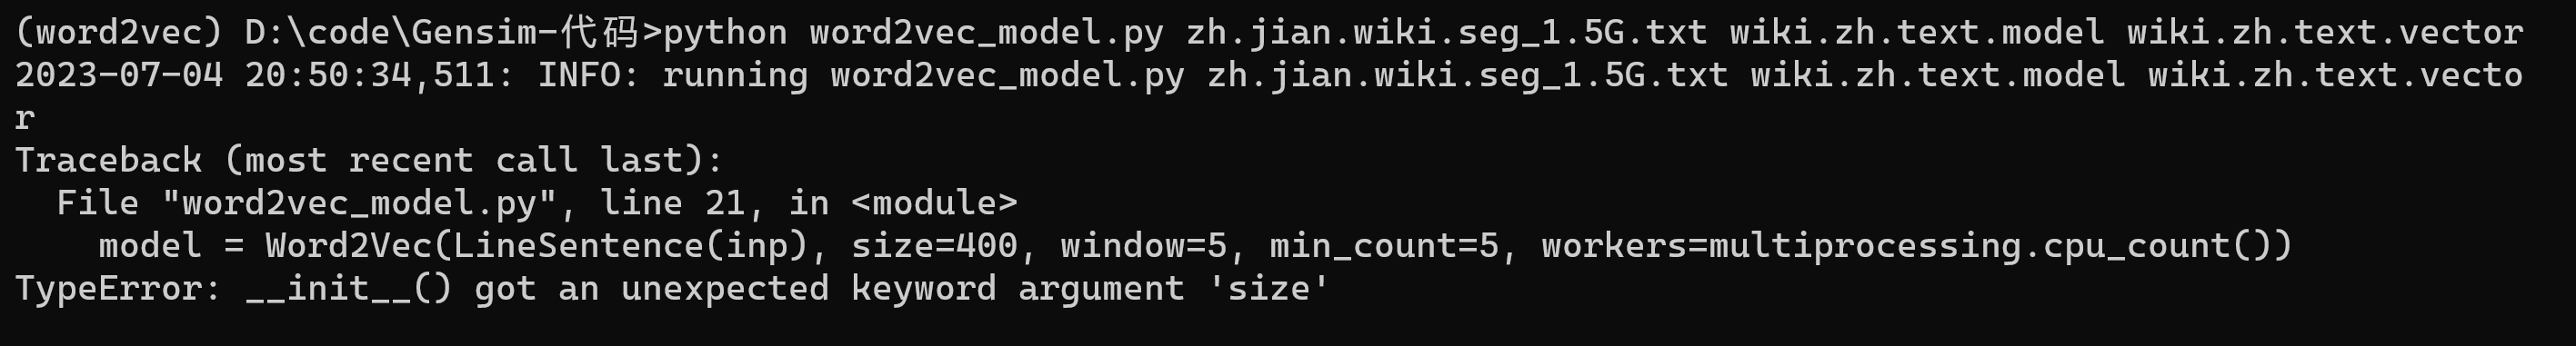 (word2vec) D:\code\Gensim-代码>python word2vec_model.py zh.jian.wiki.seg_1.5G.txt wiki.zh.text.model wiki.zh.text.vector
2023-07-04 20:50:34,511: INFO: running word2vec_model.py zh.jian.wiki.seg_1.5G.txt wiki.zh.text.model wiki.zh.text.vecto
r
Traceback (most recent call last):
  File "word2vec_model.py", line 21, in <module>
    model = Word2Vec(LineSentence(inp), size=400, window=5, min_count=5, workers=multiprocessing.cpu_count())
TypeError: __init__() got an unexpected keyword argument 'size'